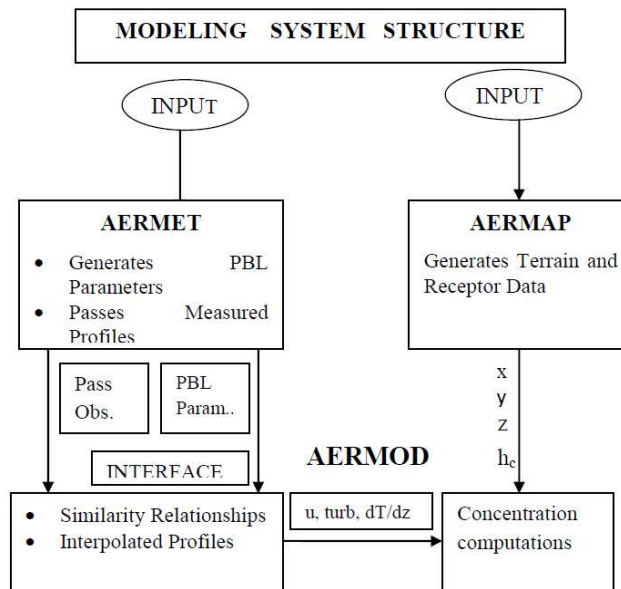 MODELING SYSTEM STRUCTURE
INPUT
INPUT
AERMET
• Generates PBL
Parameters
• Passes Measured
Profiles
AERMAP
Generates Terrain and
Receptor Data
Pass
Obs.
PBL
Param..
x
y
z
hc
INTERFACE
AERMOD
• Similarity Relationships
• Interpolated Profiles
u, turb, dT/dz
Concentration
computations